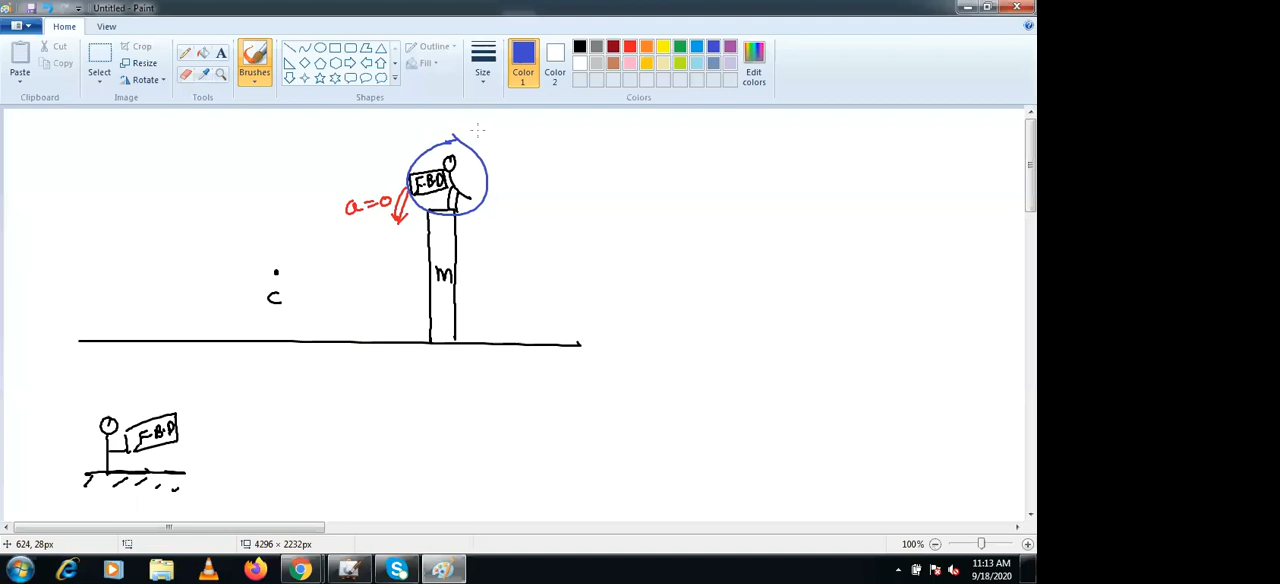 Untitled - Paint
Home View
Paste
Cut
Copy
Clipboard
Select
Crop
Resize
Rotate
Image
A
Tools
Brushes
Outline
Fill
Shapes
Size
Color 1
Color 2
Edit colors
Colors
F.B.D
a=0
m
C
F.B.D
624, 28px
4296 × 2232px
100%
11:13 AM
9/18/2020